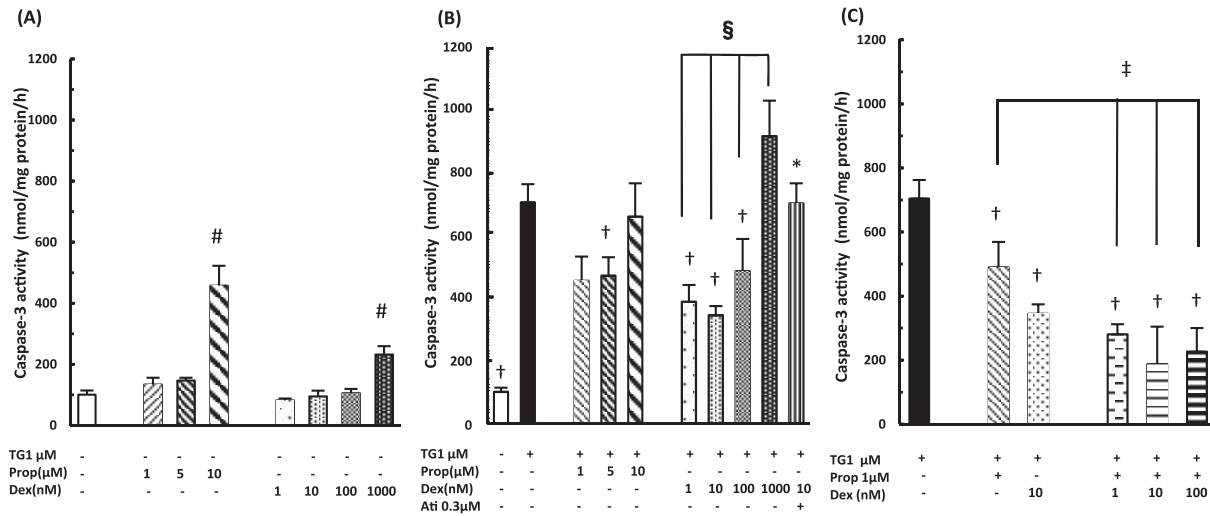 (A)
Caspase-3 activity (nmol/mg protein/h)
1200
1000
800
600
400
200
0
#
#
TG1 µM - - - - - - - -
Prop(µM) - 1 5 10 - - - -
Dex(nM) - - - - 1 10 100 1000
(B)
Caspase-3 activity (nmol/mg protein/h)
1200
1000
800
600
400
200
0
§
*
† † † † †
TG1 µM - + + + + + + + + +
Prop(µM) - - 1 5 10 - - - - -
Dex(nM) - - - - - 1 10 100 1000 10
Ati 0.3µM - - - - - - - - - +
(C)
Caspase-3 activity (nmol/mg protein/h)
1200
1000
800
600
400
200
0
‡
† † † † †
TG1 µM + + + + + +
Prop 1µM - + - + + +
Dex (nM) - - 10 1 10 100